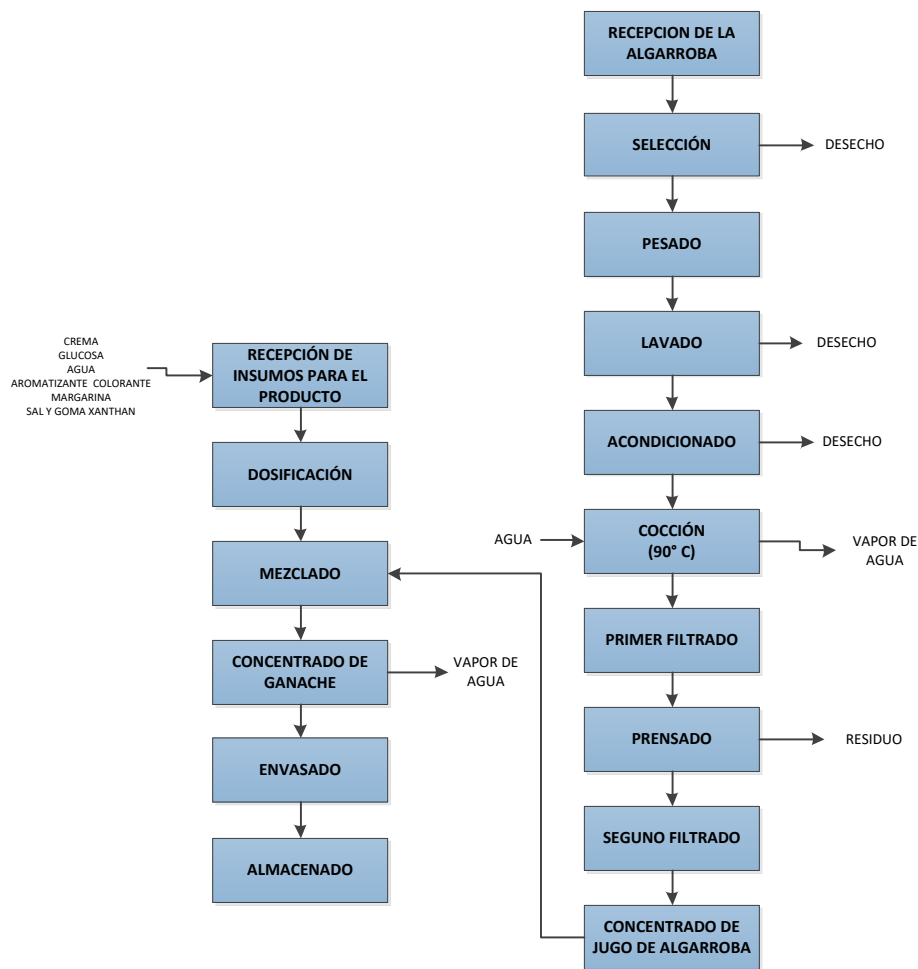 RECEPCION DE LA
ALGARROBA
SELECCIÓN
DESECHO
PESADO
LAVADO
DESECHO
ACONDICIONADO
DESECHO
AGUA
COCCIÓN
(90° C)
VAPOR DE
AGUA
PRIMER FILTRADO
PRENSADO
RESIDUO
SEGUNO FILTRADO
CONCENTRADO DE
JUGO DE ALGARROBA
CREMA
GLUCOSA
AGUA
AROMATIZANTE COLORANTE
MARGARINA
SAL Y GOMA XANTHAN
RECEPCIÓN DE
INSUMOS PARA EL
PRODUCTO
DOSIFICACIÓN
MEZCLADO
CONCENTRADO DE
GANACHE
VAPOR DE
AGUA
ENVASADO
ALMACENADO